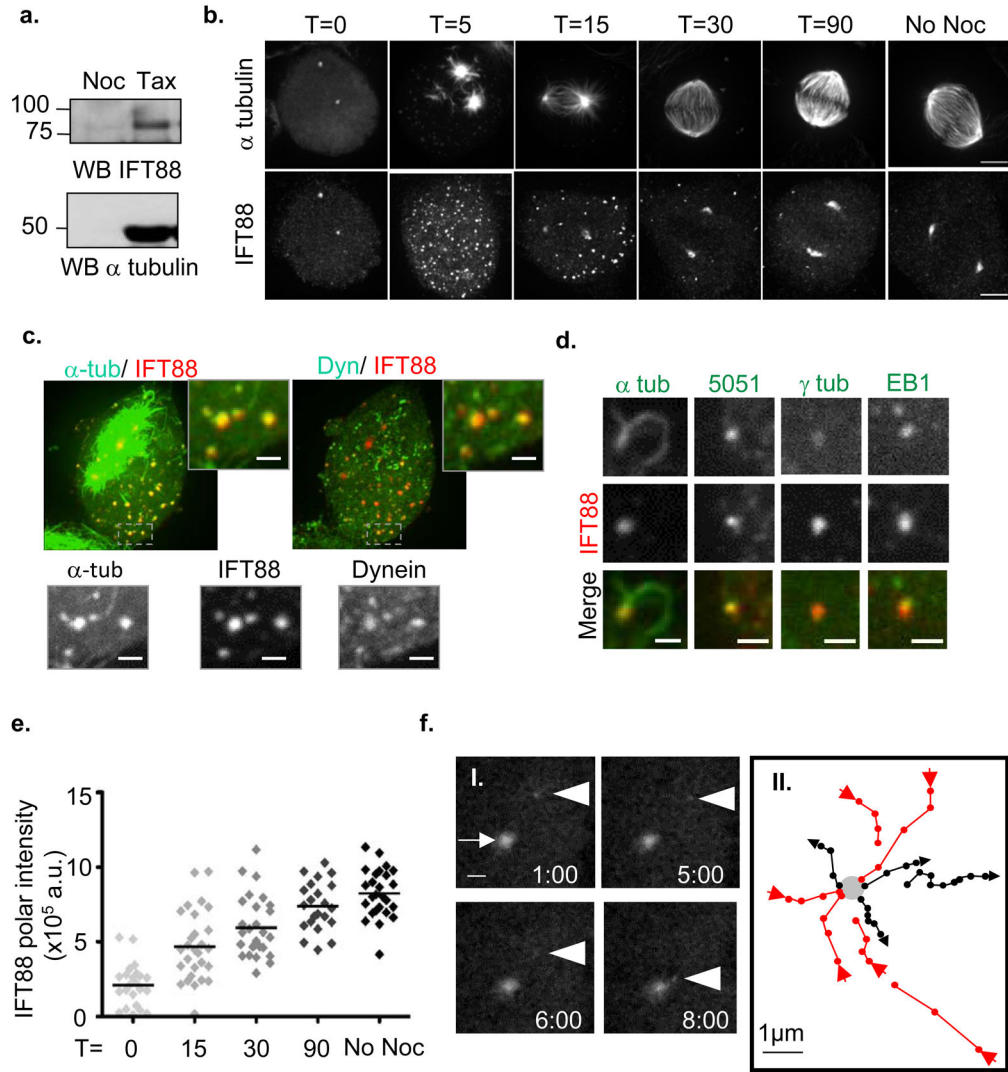 a.
Noc Tax
100
75
WB IFT88
50
WB α tubulin
b.
T=0 T=5 T=15 T=30 T=90 No Noc
α tubulin
IFT88
c.
α-tub/ IFT88
Dyn/ IFT88
α-tub IFT88 Dynein
d.
α tub 5051 γ tub EB1
IFT88
Merge
e.
IFT88 polar intensity
(x10⁵ a.u.)
15
10
5
0
T= 0 15 30 90 No Noc
f.
I.
1:00 5:00
6:00 8:00
II.
1µm